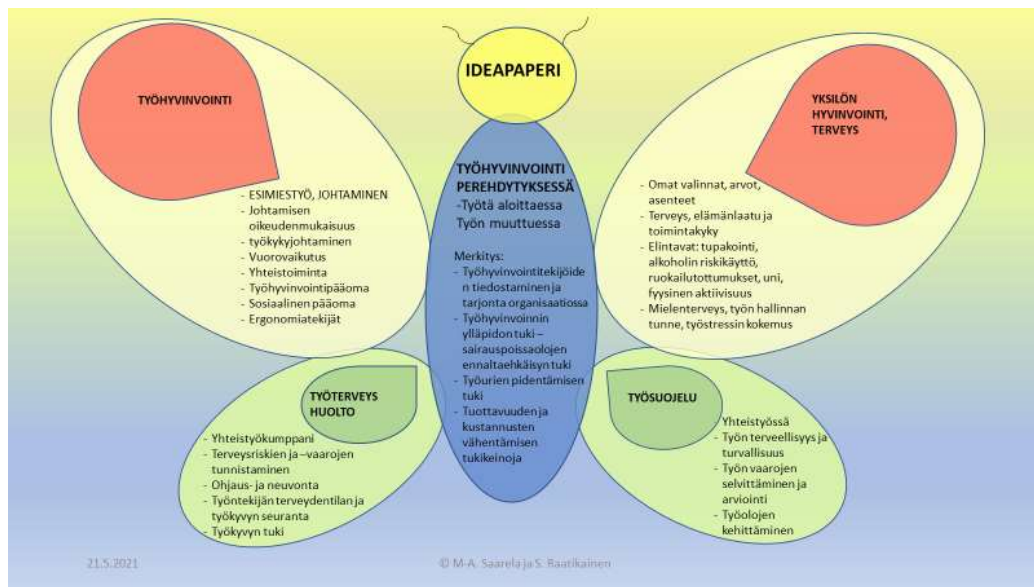 IDEAPAPERI
TYÖHYVINVOINTI
- ESIMIESTYÖ, JOHTAMINEN
- Johtamisen
oikeudenmukaisuus
- työkykyjohtaminen
- Vuorovaikutus
- Yhteistoiminta
- Työhyvinvointipääoma
- Sosiaalinen pääoma
- Ergonomiatekijät
TYÖHYVINVOINTI
PEREHDYTYKSESSÄ
-Työtä aloittaessa
Työn muuttuessa
Merkitys:
- Työhyvinvointitekijöide
n tiedostaminen ja
tarjonta organisaatiossa
- Työhyvinvoinnin
ylläpidon tuki –
sairauspoissaolojen
ennaltaehkäisyn tuki
- Työurien pidentämisen
tuki
- Tuottavuuden ja
kustannusten
vähentämisen
tukikeinoja
YKSILÖN
HYVINVOINTI,
TERVEYS
- Omat valinnat, arvot,
asenteet
- Terveys, elämänlaatu ja
toimintakyky
- Elintavat: tupakointi,
alkoholin riskikäyttö,
ruokailutottumukset, uni,
fyysinen aktiivisuus
- Mielenterveys, työn hallinnan
tunne, työstressin kokemus
TYÖTERVEYS
HUOLTO
- Yhteistyökumppani
- Terveysriskien ja –vaarojen
tunnistaminen
- Ohjaus- ja neuvonta
- Työntekijän terveydentilan ja
työkyvyn seuranta
- Työkyvyn tuki
TYÖSUOJELU
Yhteistyössä
- Työn terveellisyys ja
turvallisuus
- Työn vaarojen
selvittäminen ja
arviointi
- Työolojen
kehittäminen
21.5.2021
© M-A. Saarela ja S. Raatikainen